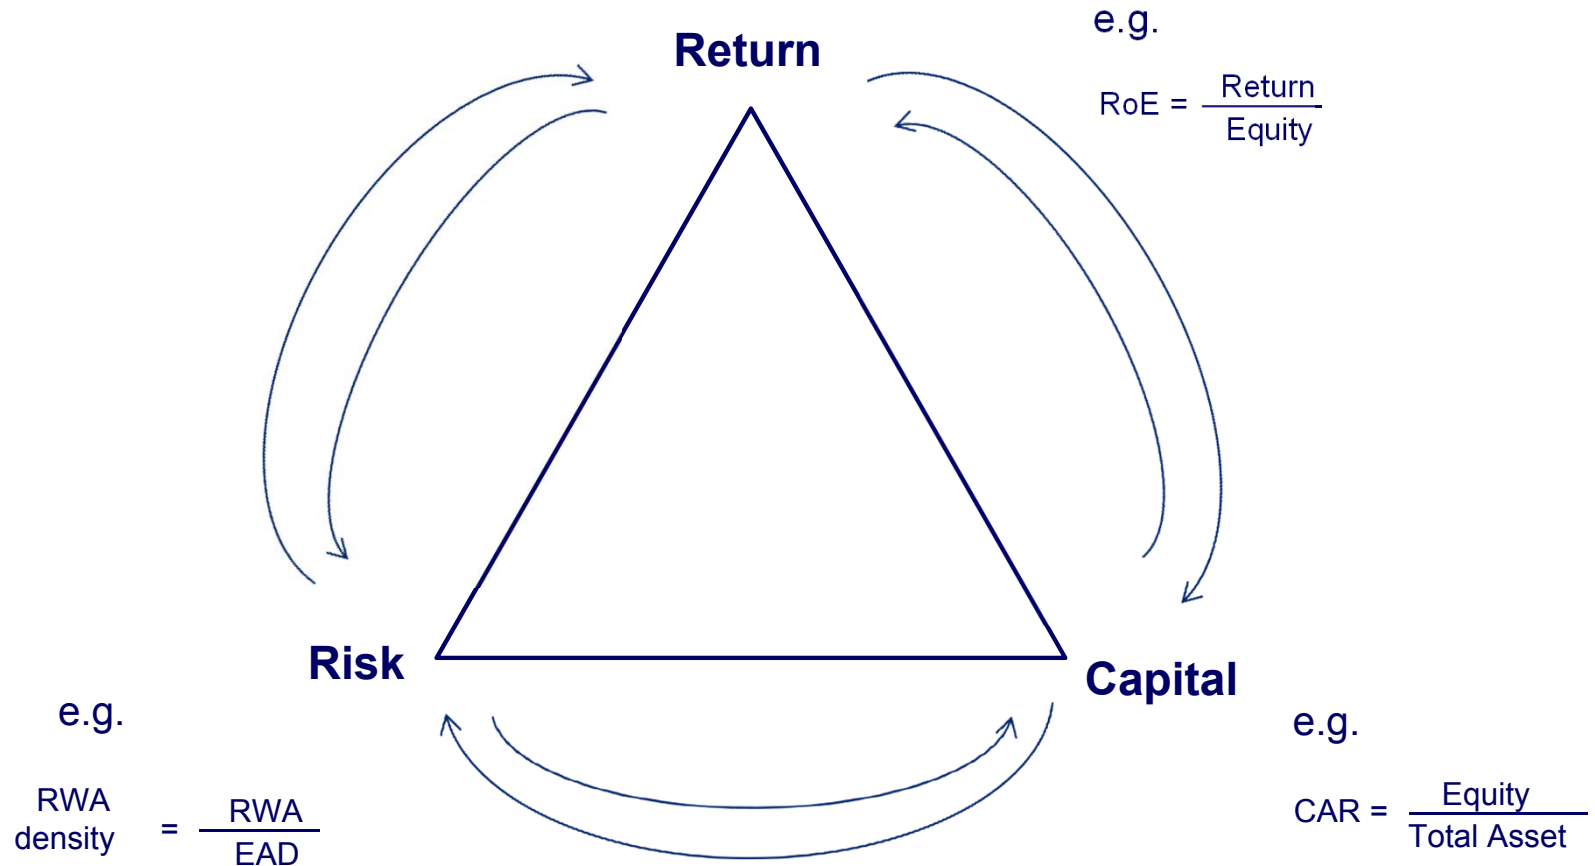 e.g.
Return
RoE = Return
Equity
Risk
Capital
e.g.
e.g.
RWA
density = RWA
EAD
CAR = Equity
Total Asset